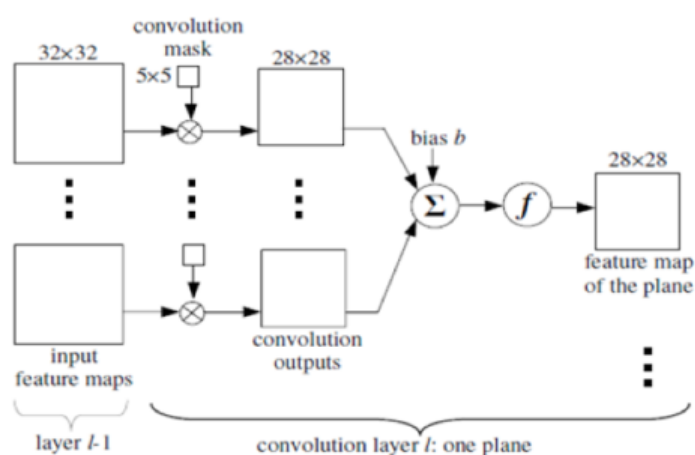 convolution
mask
32×32
5×5
28×28
bias b
Σ
f
28×28
feature map
of the plane
convolution
outputs
input
feature maps
layer l-1
convolution layer l: one plane